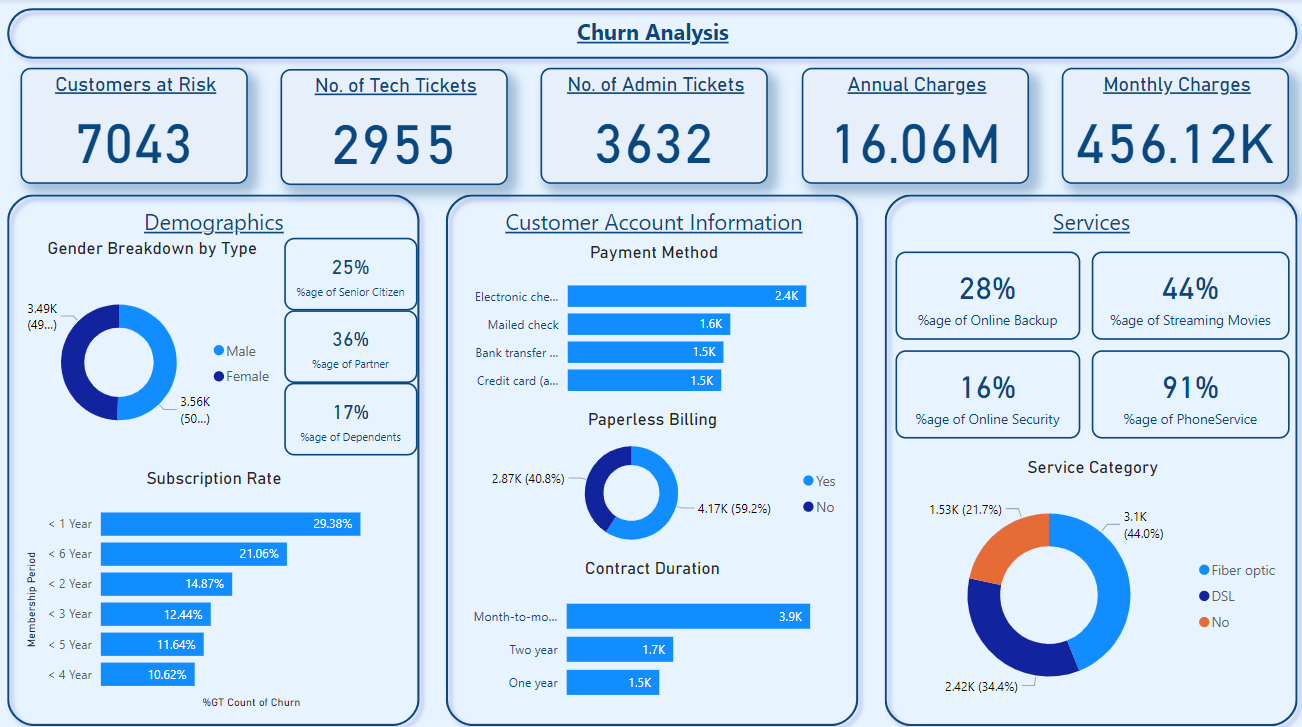 Churn Analysis
Customers at Risk
7043
No. of Tech Tickets
2955
No. of Admin Tickets
3632
Annual Charges
16.06M
Monthly Charges
456.12K
Demographics
Gender Breakdown by Type
3.49K
(49...)
3.56K
(50...)
Male
Female
25%
%age of Senior Citizen
36%
%age of Partner
17%
%age of Dependents
Subscription Rate
Membership Period
< 1 Year 29.38%
< 6 Year 21.06%
< 2 Year 14.87%
< 3 Year 12.44%
< 5 Year 11.64%
< 4 Year 10.62%
%GT Count of Churn
Customer Account Information
Payment Method
Electronic che... 2.4K
Mailed check 1.6K
Bank transfer ... 1.5K
Credit card (a... 1.5K
Paperless Billing
2.87K (40.8%)
4.17K (59.2%)
Yes
No
Contract Duration
Month-to-mo... 3.9K
Two year 1.7K
One year 1.5K
Services
28%
%age of Online Backup
44%
%age of Streaming Movies
16%
%age of Online Security
91%
%age of PhoneService
Service Category
1.53K (21.7%)
3.1K
(44.0%)
2.42K (34.4%)
Fiber optic
DSL
No